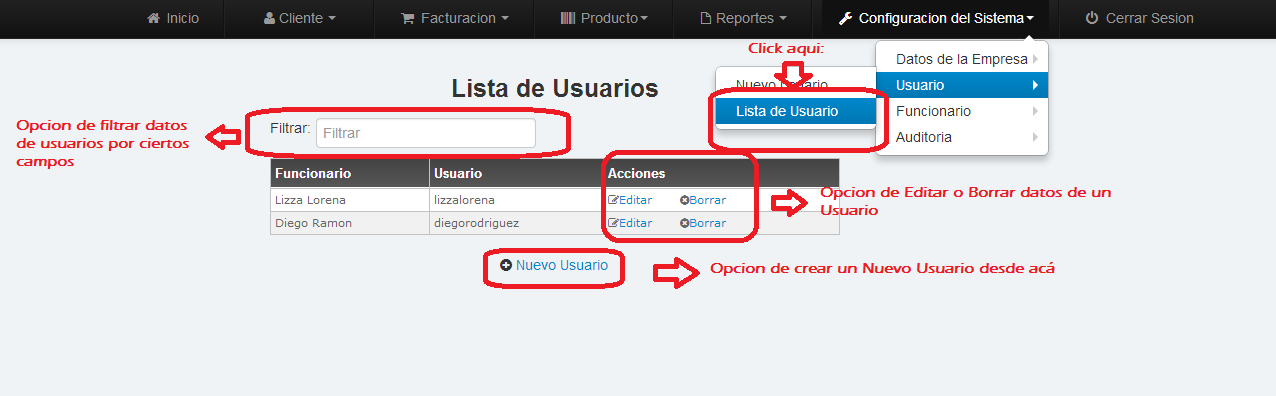 Inicio Cliente Facturacion Producto Reportes Configuracion del Sistema Cerrar Sesion
Click aqui:
Datos de la Empresa
Usuario
Funcionario
Auditoria
Nuevo Usuario
Lista de Usuario
Lista de Usuarios
Opcion de filtrar datos
de usuarios por ciertos
campos
Filtrar: Filtrar
Funcionario Usuario Acciones
Lizza Lorena lizzalorena Editar Borrar
Diego Ramon diegorodriguez Editar Borrar
Opcion de Editar o Borrar datos de un
Usuario
Nuevo Usuario
Opcion de crear un Nuevo Usuario desde acá